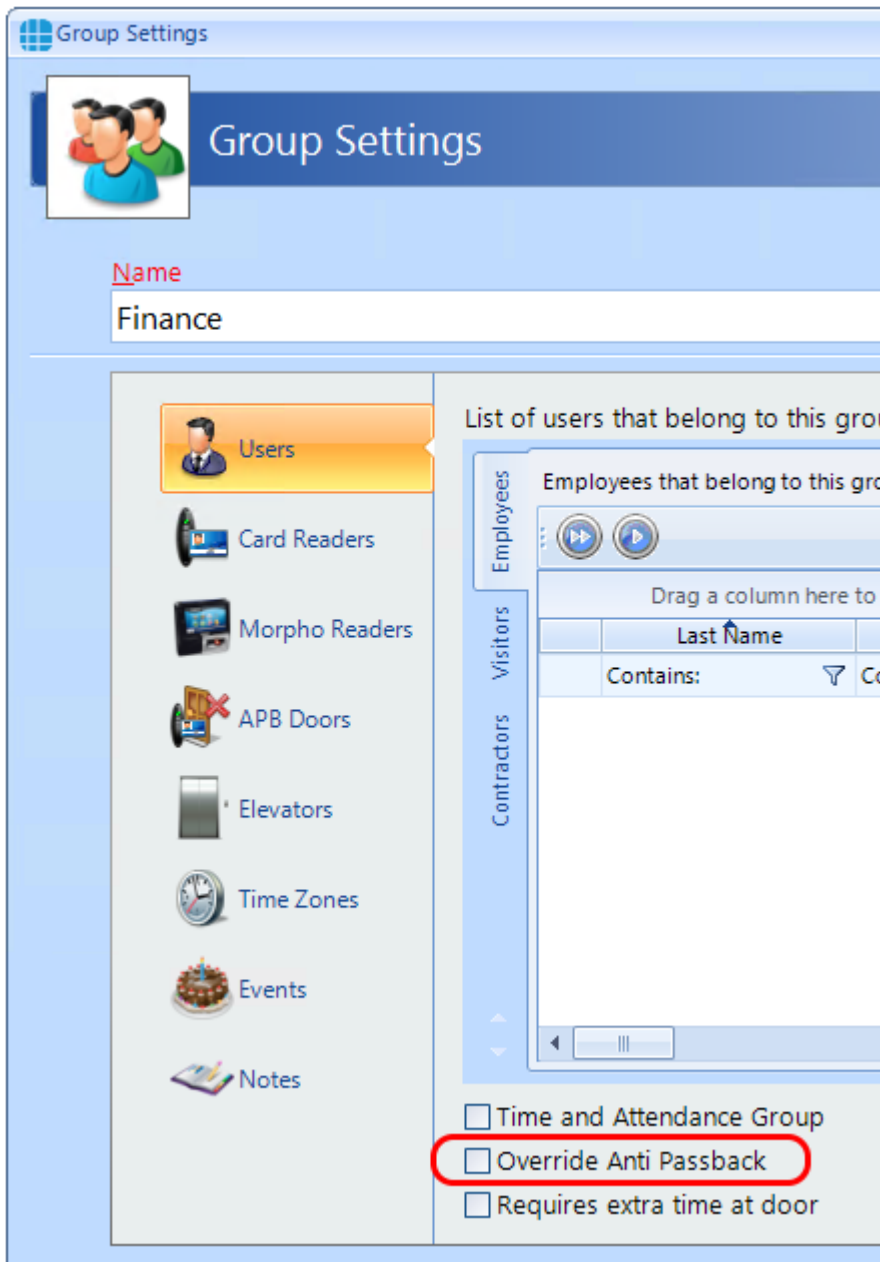 Group Settings
Group Settings
Name
Finance
Users
Card Readers
Morpho Readers
APB Doors
Elevators
Time Zones
Events
Notes
List of users that belong to this grou
Employees
Visitors
Contractors
Employees that belong to this gro
Drag a column here to
Last Name
Contains:
Co
Time and Attendance Group
Override Anti Passback
Requires extra time at door